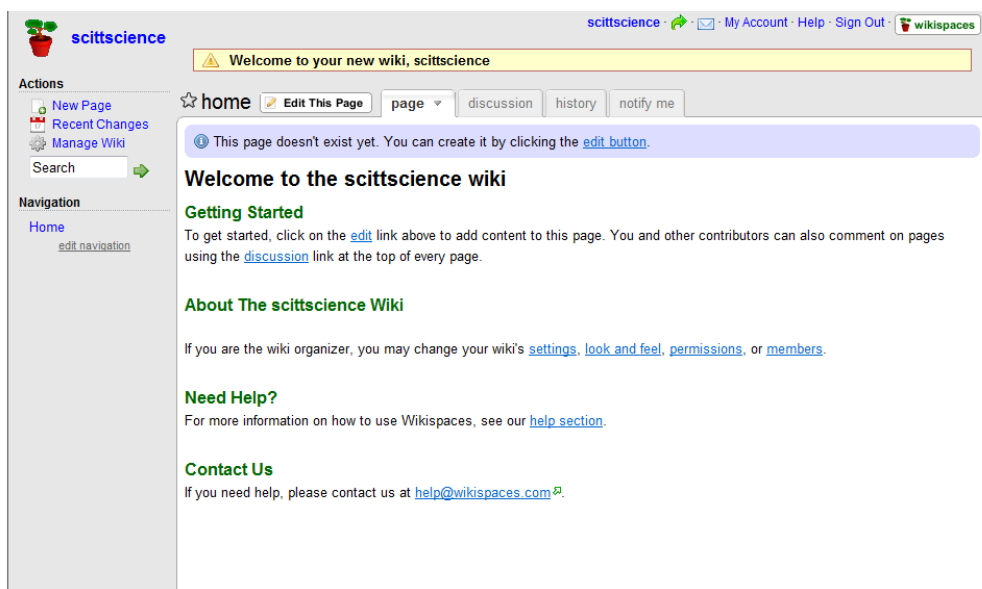 scittscience
scittscience · · · My Account · Help · Sign Out · wikispaces
Welcome to your new wiki, scittscience
Actions
New Page
Recent Changes
Manage Wiki
Search
Navigation
Home
edit navigation
home Edit This Page page discussion history notify me
This page doesn't exist yet. You can create it by clicking the edit button.
Welcome to the scittscience wiki
Getting Started
To get started, click on the edit link above to add content to this page. You and other contributors can also comment on pages
using the discussion link at the top of every page.
About The scittscience Wiki
If you are the wiki organizer, you may change your wiki's settings, look and feel, permissions, or members.
Need Help?
For more information on how to use Wikispaces, see our help section.
Contact Us
If you need help, please contact us at help@wikispaces.com.